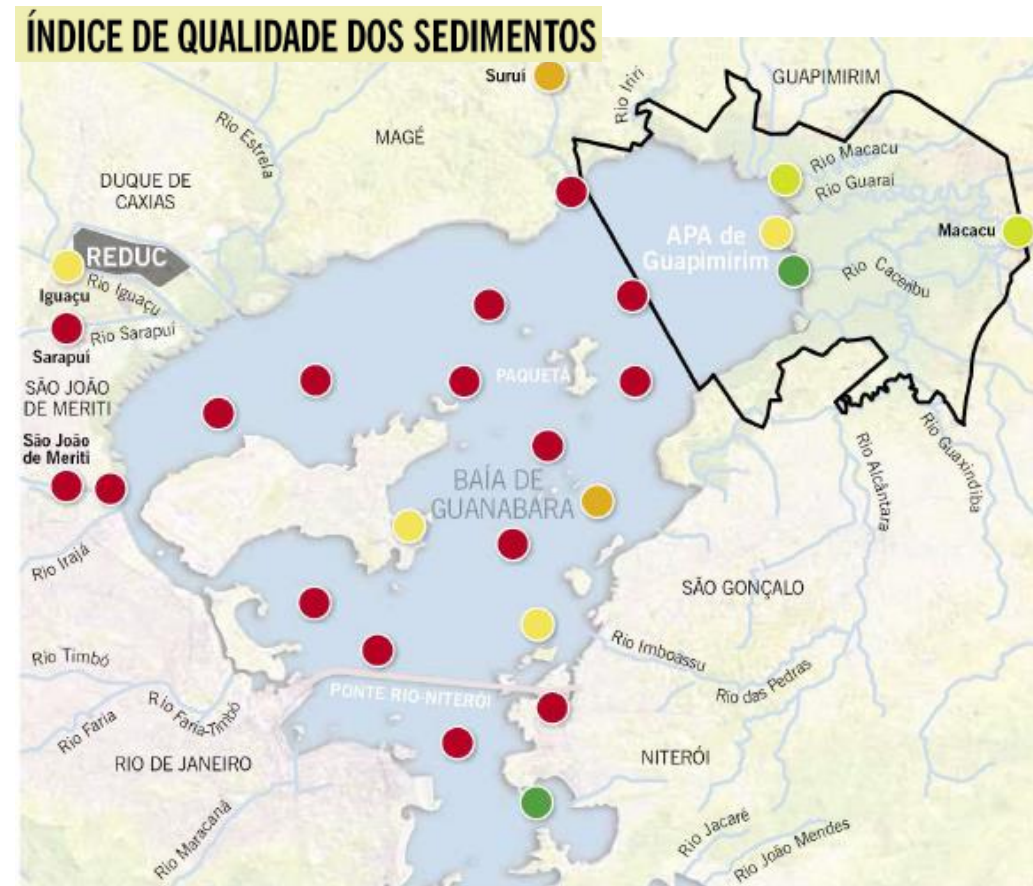 ÍNDICE DE QUALIDADE DOS SEDIMENTOS
Suruí
Rio Iriri
GUAPIMIRIM
Rio Estrela
MAGÉ
Rio Macacu
Rio Guaraí
DUQUE DE
CAXIAS
APA de
Guapimirim
Macacu
REDUC
Iguaçu
Rio Iguaçu
Rio Caceribu
Rio Sarapuí
Sarapuí
PAQUETÁ
SÃO JOÃO
DE MERITI
São João
de Meriti
BAÍA DE
GUANABARA
Rio Alcântara
Rio Guaxindiba
Rio Irajá
SÃO GONÇALO
Rio Imboassu
Rio Timbó
Rio das Pedras
Rio Faria
Rio Faria-Timbó
PONTE RIO-NITERÓI
RIO DE JANEIRO
NITERÓI
Rio Maracanã
Rio Jacaré
Rio João Mendes